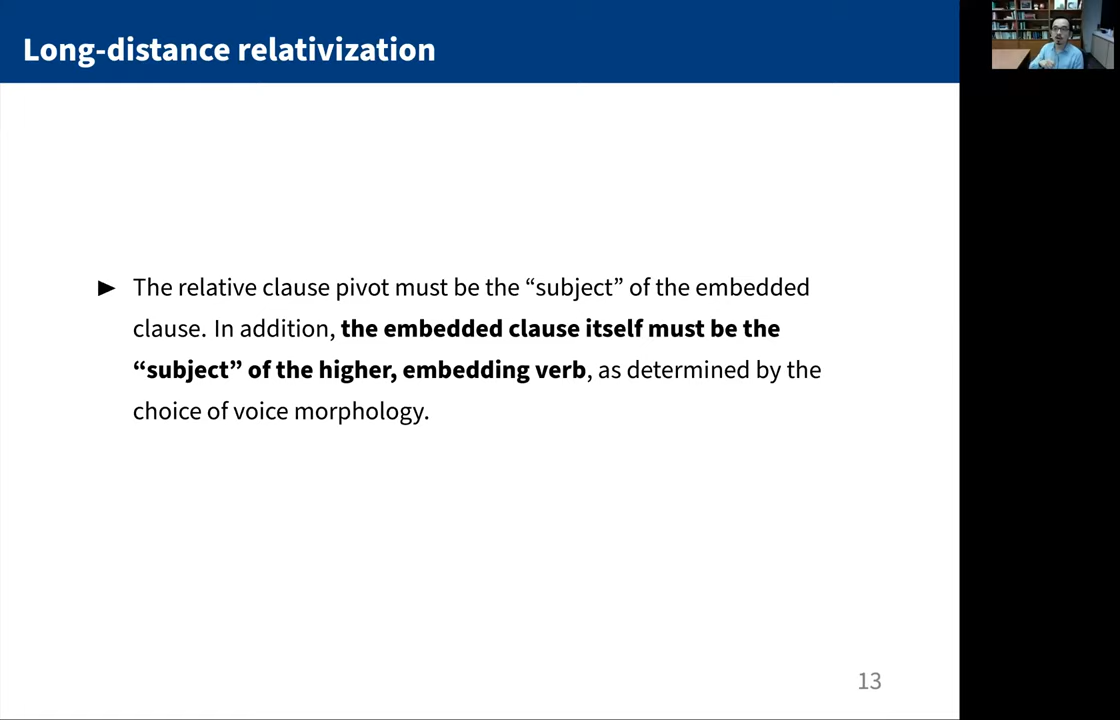 Long-distance relativization
► The relative clause pivot must be the “subject” of the embedded
clause. In addition, the embedded clause itself must be the
“subject” of the higher, embedding verb, as determined by the
choice of voice morphology.
13